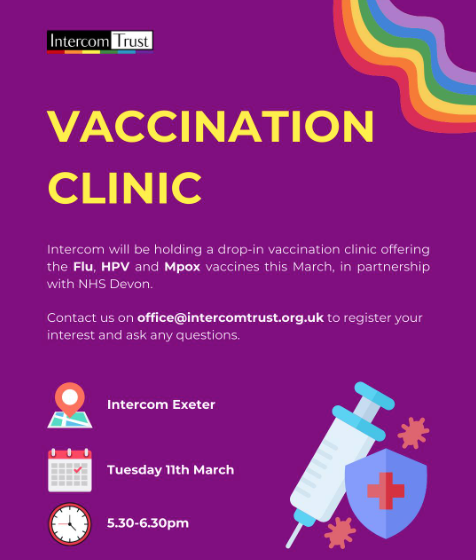 Intercom Trust
VACCINATION
CLINIC
Intercom will be holding a drop-in vaccination clinic offering
the Flu, HPV and Mpox vaccines this March, in partnership
with NHS Devon.
Contact us on office@intercomtrust.org.uk to register your
interest and ask any questions.
Intercom Exeter
Tuesday 11th March
5.30-6.30pm